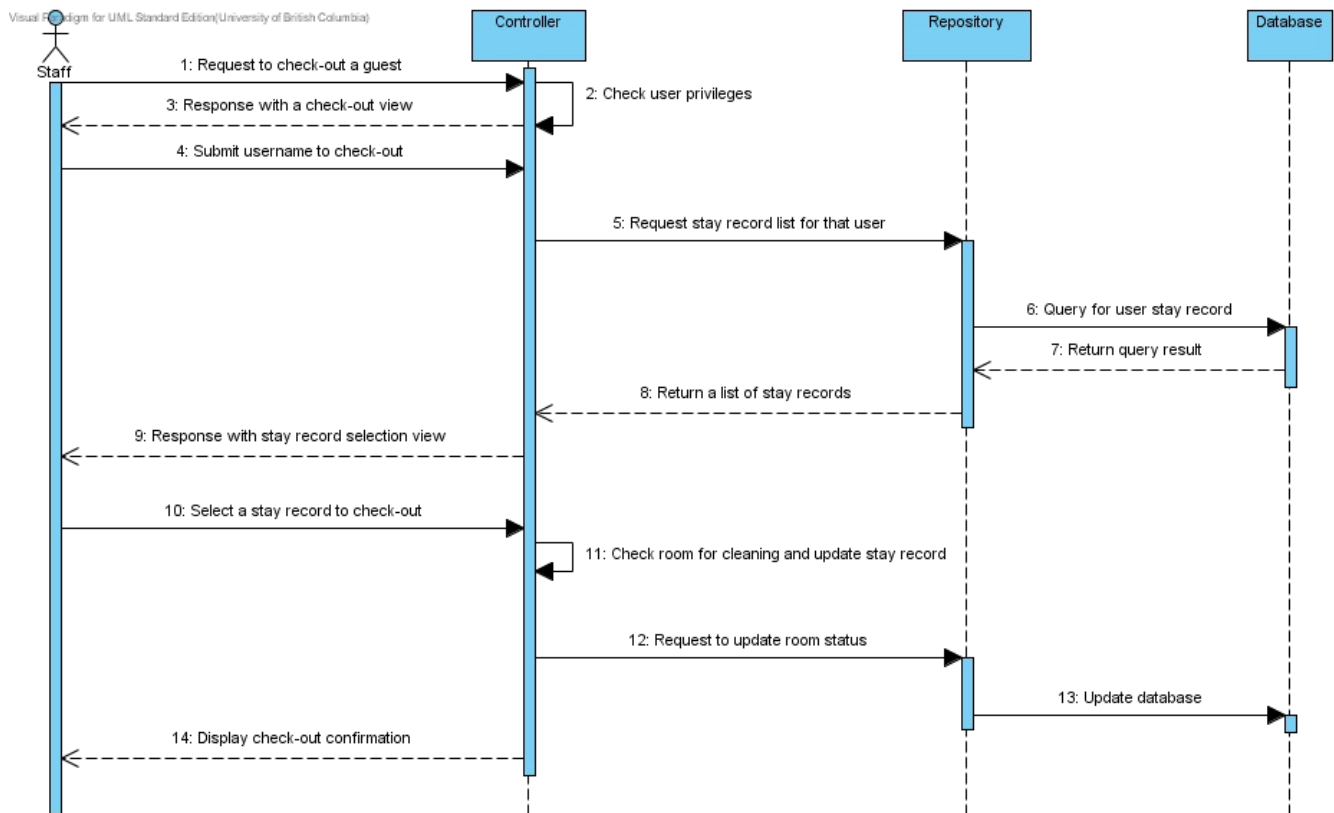 Visual Paradigm for UML Standard Edition(University of British Columbia)
Controller
Repository
Database
Staff
1: Request to check-out a guest
2: Check user privileges
3: Response with a check-out view
4: Submit username to check-out
5: Request stay record list for that user
6: Query for user stay record
7: Return query result
8: Return a list of stay records
9: Response with stay record selection view
10: Select a stay record to check-out
11: Check room for cleaning and update stay record
12: Request to update room status
13: Update database
14: Display check-out confirmation